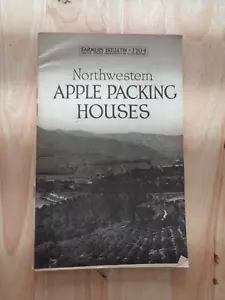 FARMERS' BULLETIN • 1204
Northwestern
APPLE PACKING
HOUSES